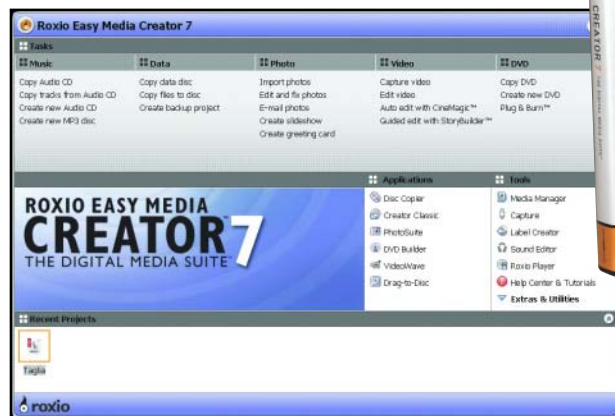 Roxio Easy Media Creator 7
Tasks
Music
Copy Audio CD
Copy tracks from Audio CD
Create new Audio CD
Create new MP3 disc
Data
Copy data disc
Copy files to disc
Create backup project
Photo
Import photos
Edit and fix photos
E-mail photos
Create slideshow
Create greeting card
Video
Capture video
Edit video
Auto edit with CineMagic™
Guided edit with StoryBuilder™
DVD
Copy DVD
Create new DVD
Plug & Burn™
ROXIO EASY MEDIA
CREATOR 7
THE DIGITAL MEDIA SUITE
Applications
Disc Copier
Creator Classic
PhotoSuite
DVD Builder
VideoWave
Drag-to-Disc
Tools
Media Manager
Capture
Label Creator
Sound Editor
Roxio Player
Help Center & Tutorials
Extras & Utilities
Recent Projects
Taglia
roxio
CREATOR 7 THE DIGITAL MEDIA SUITE